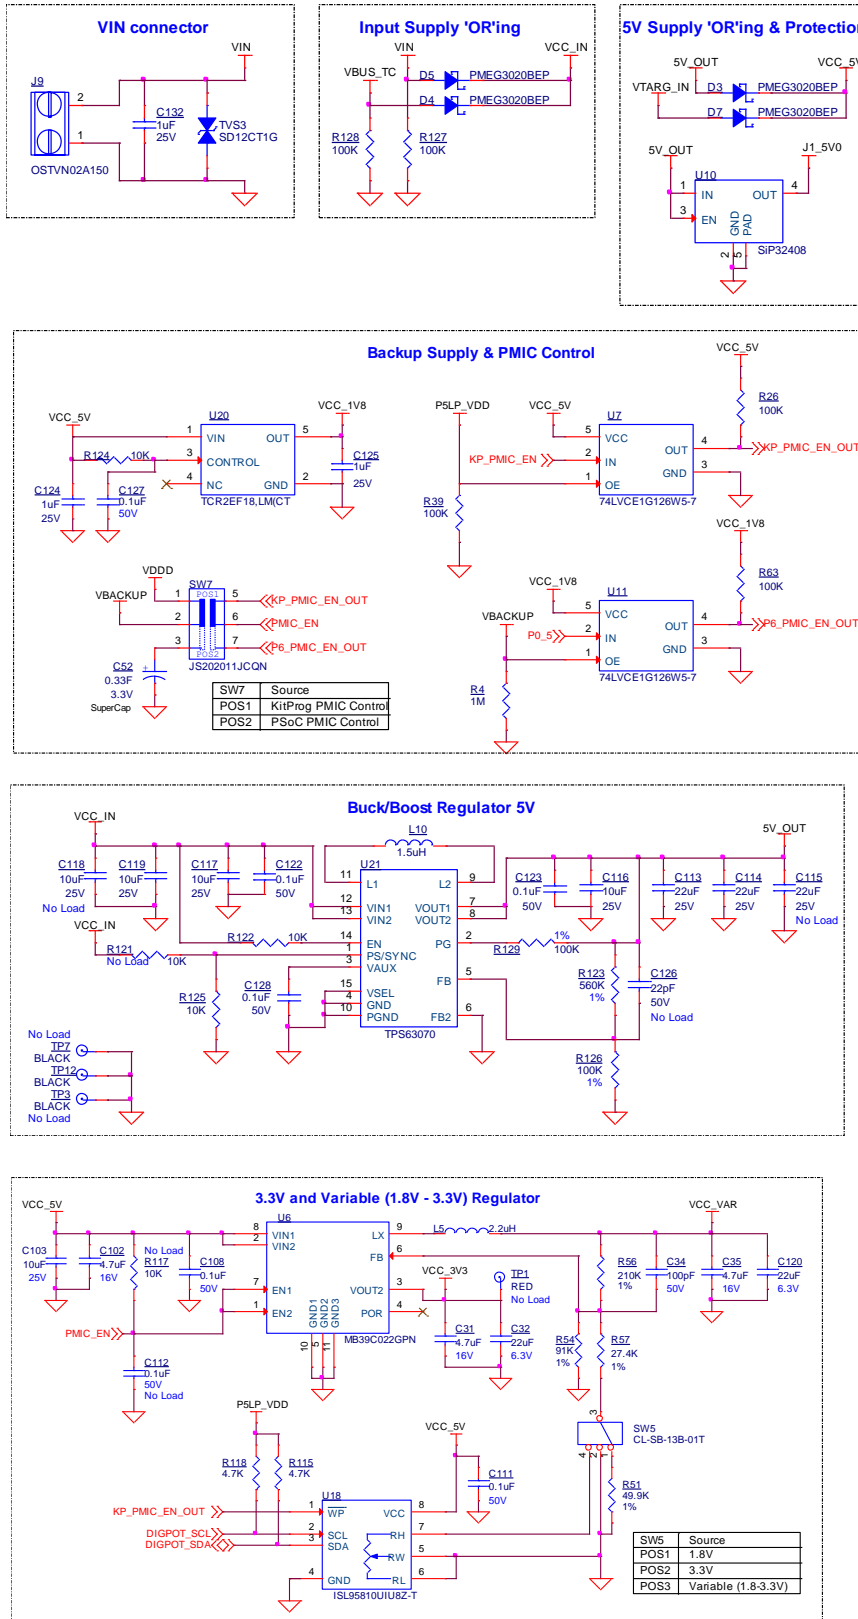 VIN connector
VIN
J9
2
1
OSTVN02A150
C132
1uF
25V
TVS3
SD12CT1G
Input Supply 'OR'ing
VIN
VCC_IN
VBUS_TC
D5
PMEG3020BEP
D4
PMEG3020BEP
R128
100K
R127
100K
5V Supply 'OR'ing & Protection
5V_OUT
VCC_5V
VTARG_IN
D3
PMEG3020BEP
D7
PMEG3020BEP
5V_OUT
J1_5V0
U10
1
IN
OUT
4
3
EN
GND
PAD
2
5
SiP32408
Backup Supply & PMIC Control
VCC_5V
VCC_1V8
U20
1
VIN
OUT
5
R124
10K
3
CONTROL
4
NC
GND
2
TCR2EF18,LM(CT
C124
1uF
25V
C127
0.1uF
50V
C125
1uF
25V
P5LP_VDD
VCC_5V
VCC_5V
U7
R26
100K
5
VCC
OUT
4
KP_PMIC_EN_OUT
KP_PMIC_EN
2
IN
GND
3
1
OE
74LVCE1G126W5-7
R39
100K
VDDD
SW7
VBACKUP
1
POS1
5
KP_PMIC_EN_OUT
2
6
PMIC_EN
3
7
P6_PMIC_EN_OUT
POS2
JS202011JCQN
C52
0.33F
3.3V
SuperCap
SW7 Source
POS1 KitProg PMIC Control
POS2 PSoC PMIC Control
VCC_1V8
VCC_1V8
U11
R63
100K
VBACKUP
5
VCC
OUT
4
P6_PMIC_EN_OUT
P0_5
2
IN
GND
3
1
OE
74LVCE1G126W5-7
R4
1M
Buck/Boost Regulator 5V
VCC_IN
5V_OUT
L10
1.5uH
C118
10uF
25V
No Load
C119
10uF
25V
C117
10uF
25V
C122
0.1uF
50V
U21
11
L1
L2
9
12
VIN1
VOUT1
7
13
VIN2
VOUT2
8
14
EN
PG
2
1
PS/SYNC
3
VAUX
FB
5
15
VSEL
4
GND
10
PGND
FB2
6
TPS63070
C123
0.1uF
50V
C116
10uF
25V
C113
22uF
25V
C114
22uF
25V
C115
22uF
25V
No Load
VCC_IN
R121
No Load
10K
R122
10K
R125
10K
C128
0.1uF
50V
R129
1%
100K
R123
560K
1%
C126
22pF
50V
No Load
R126
100K
1%
No Load
TP7
BLACK
TP12
BLACK
TP3
BLACK
No Load
3.3V and Variable (1.8V - 3.3V) Regulator
VCC_5V
VCC_VAR
C103
10uF
25V
C102
4.7uF
16V
No Load
R117
10K
C108
0.1uF
50V
U6
8
VIN1
LX
9
2
VIN2
FB
6
7
EN1
VOUT2
3
1
EN2
POR
4
GND1
GND2
GND3
10
5
11
MB39C022GPN
L5
2.2uH
VCC_3V3
TP1
RED
No Load
C31
4.7uF
16V
C32
22uF
6.3V
R56
210K
1%
C34
100pF
50V
C35
4.7uF
16V
C120
22uF
6.3V
PMIC_EN
C112
0.1uF
50V
No Load
R54
91K
1%
R57
27.4K
1%
3
SW5
CL-SB-13B-01T
4
2
1
R51
49.9K
1%
P5LP_VDD
R118
4.7K
R115
4.7K
VCC_5V
C111
0.1uF
50V
U18
KP_PMIC_EN_OUT
1
WP
VCC
8
DIGPOT_SCL
2
SCL
RH
7
DIGPOT_SDA
3
SDA
RW
5
4
GND
RL
6
ISL95810UIU8Z-T
SW5 Source
POS1 1.8V
POS2 3.3V
POS3 Variable (1.8-3.3V)